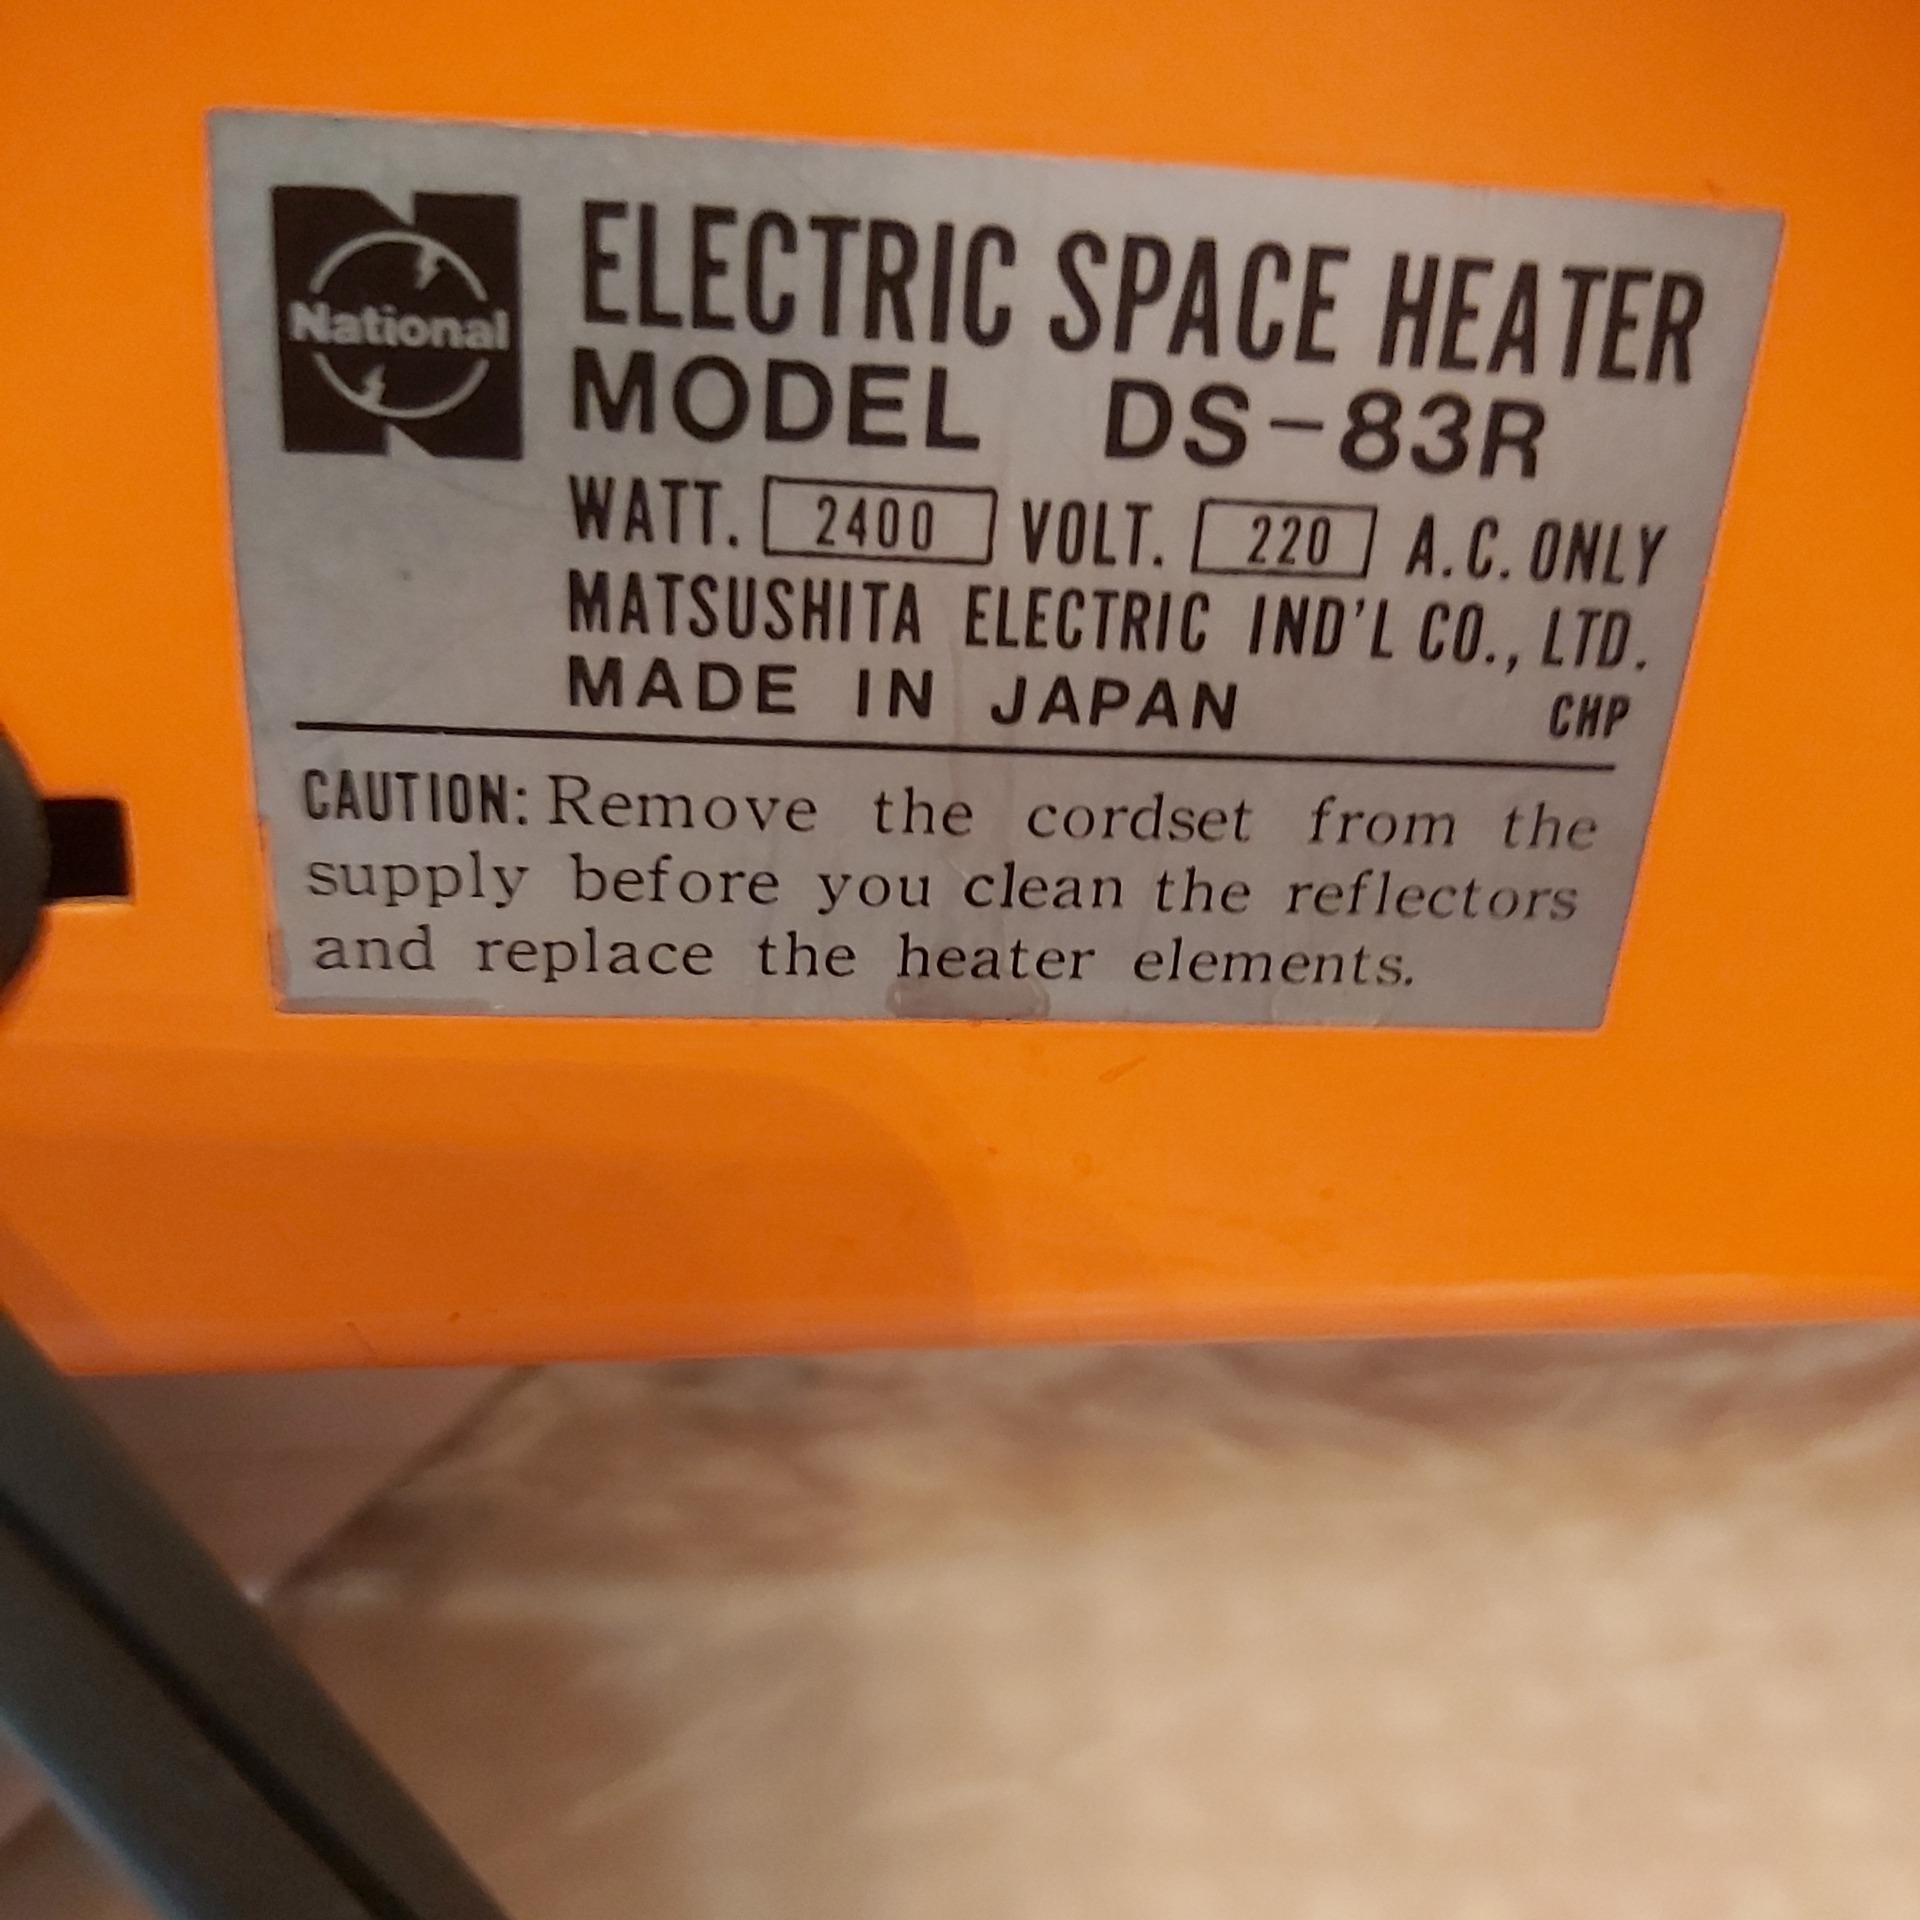 National
ELECTRIC SPACE HEATER
MODEL DS-83R
WATT. 2400 VOLT. 220 A.C. ONLY
MATSUSHITA ELECTRIC IND'L CO., LTD.
MADE IN JAPAN CHP
CAUTION: Remove the cordset from the
supply before you clean the reflectors
and replace the heater elements.